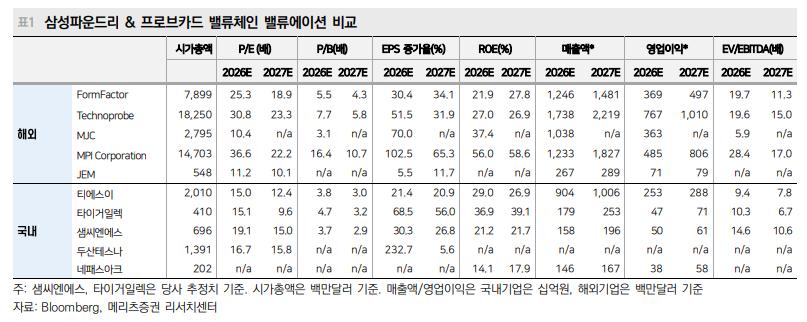 표1 삼성파운드리 & 프로브카드 밸류체인 밸류에이션 비교
시가총액 P/E (배) P/B(배) EPS 증가율(%) ROE(%) 매출액* 영업이익* EV/EBITDA(배)
2026E 2027E 2026E 2027E 2026E 2027E 2026E 2027E 2026E 2027E 2026E 2027E 2026E 2027E
해외
FormFactor 7,899 25.3 18.9 5.5 4.3 30.4 34.1 21.9 27.8 1,246 1,481 369 497 19.7 11.3
Technoprobe 18,250 30.8 23.3 7.7 5.8 51.5 31.9 27.0 26.9 1,738 2,219 767 1,010 19.6 15.0
MJC 2,795 10.4 n/a 3.1 n/a 70.0 n/a 37.4 n/a 1,038 n/a 363 n/a 5.9 n/a
MPI Corporation 14,703 36.6 22.2 16.4 10.7 102.5 65.3 56.0 58.6 1,233 1,827 485 806 28.4 17.0
JEM 548 11.2 10.1 n/a n/a 5.5 11.7 n/a n/a 267 289 71 79 n/a n/a
국내
티에스이 2,010 15.0 12.4 3.8 3.0 21.4 20.9 29.0 26.9 904 1,006 253 288 9.4 7.8
타이거일렉 410 15.1 9.6 4.7 3.2 68.5 56.0 36.9 39.1 179 253 47 71 10.3 6.7
샘씨엔에스 696 19.1 15.0 3.7 2.9 30.3 26.8 21.2 21.7 158 196 50 61 14.6 10.6
두산테스나 1,391 16.7 15.8 n/a n/a 232.7 5.6 n/a n/a n/a n/a n/a n/a n/a n/a
네패스아크 202 n/a n/a n/a n/a n/a n/a 14.1 17.9 146 167 38 58 n/a n/a
주: 샘씨엔에스, 타이거일렉은 당사 추정치 기준. 시가총액은 백만달러 기준. 매출액/영업이익은 국내기업은 십억원, 해외기업은 백만달러 기준
자료: Bloomberg, 메리츠증권 리서치센터